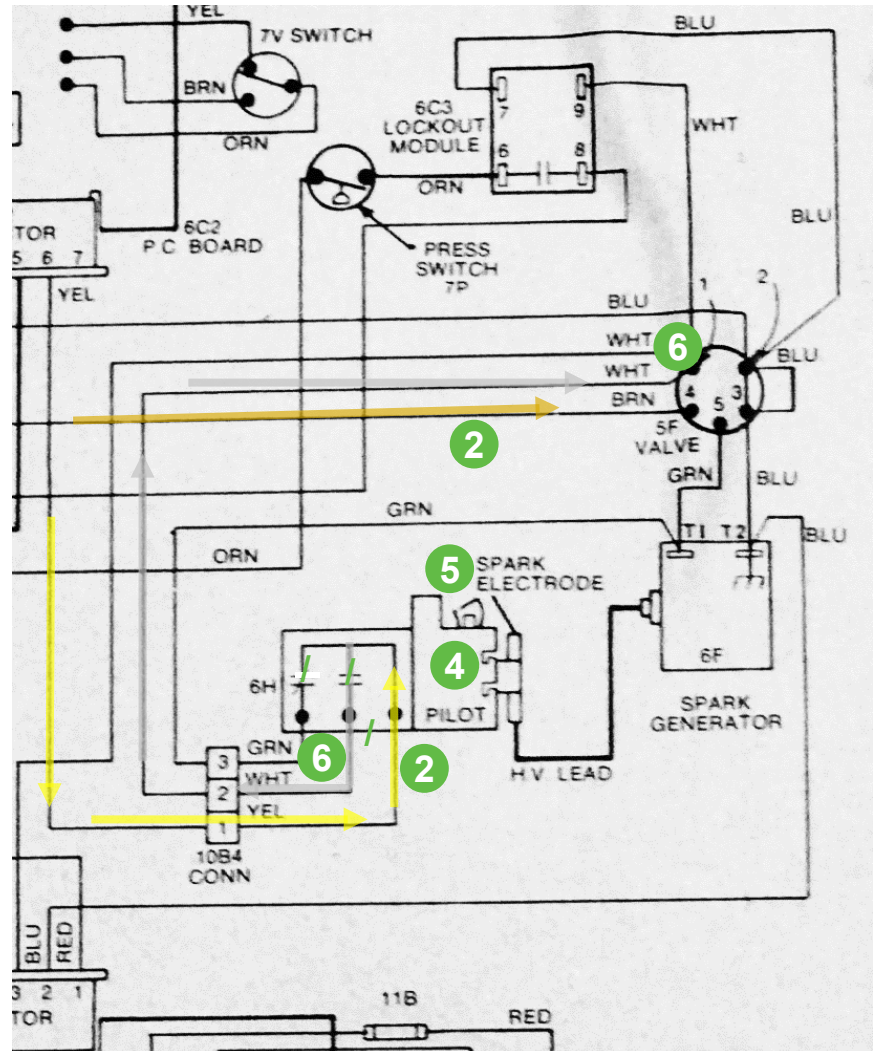 YEL
7V SWITCH
BRN
ORN
BLU
6C3
LOCKOUT
MODULE
7
9
6
8
WHT
ORN
BLU
TOR
5 6 7
6C2
P.C. BOARD
PRESS
SWITCH
7P
YEL
1
2
BLU
WHT
6
BLU
WHT
4
3
BRN
5
2
5F
VALVE
GRN
BLU
GRN
T1 T2
BLU
ORN
5
SPARK
ELECTRODE
4
6H
6F
PILOT
SPARK
GENERATOR
GRN
6
2
3
WHT
2
YEL
1
H.V. LEAD
10B4
CONN
BLU
RED
3 2 1
TOR
11B
RED